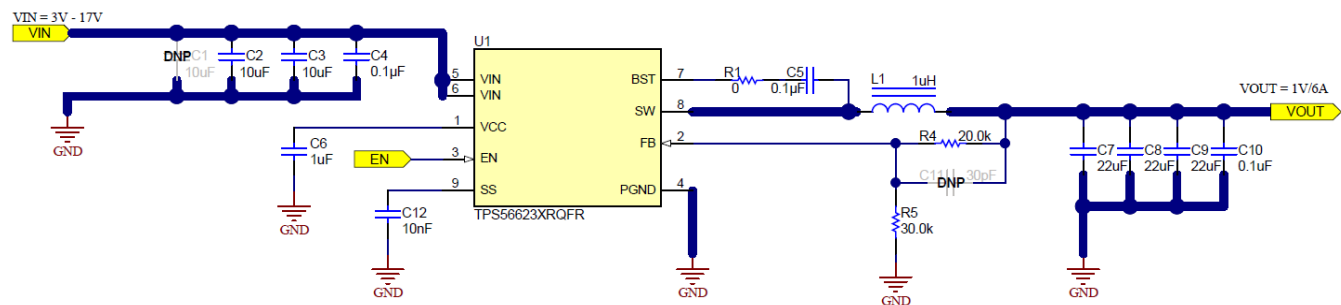 VIN = 3V - 17V
VIN
DNP
C1
10uF
C2
10uF
C3
10uF
C4
0.1µF
GND
U1
5
VIN
6
VIN
1
VCC
3
EN
9
SS
BST
7
SW
8
FB
2
PGND
4
TPS56623XRQFR
C6
1uF
GND
EN
C12
10nF
GND
GND
R1
0
C5
0.1µF
L1
1uH
R4
20.0k
C11
DNP
30pF
R5
30.0k
GND
VOUT = 1V/6A
VOUT
C7
22uF
C8
22uF
C9
22uF
C10
0.1uF
GND